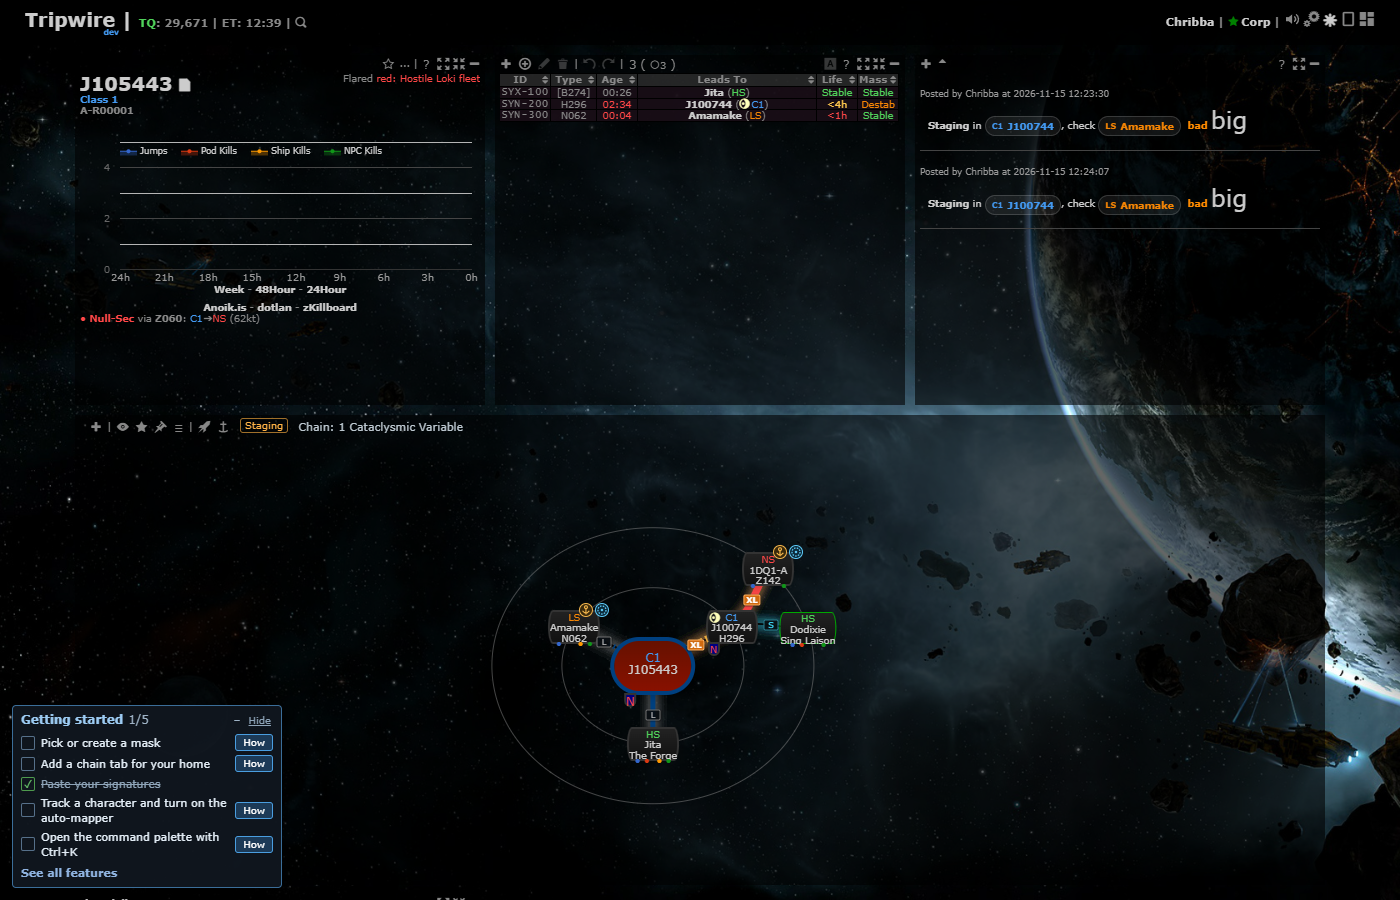 Tripwire |
dev
TQ: 29,671 | ET: 12:39 |
Chribba | Corp |
J105443
Class 1
A-R00001
... | ?
Flared red: Hostile Loki fleet
Jumps Pod Kills Ship Kills NPC Kills
4
2
0
24h 21h 18h 15h 12h 9h 6h 3h 0h
Week - 48Hour - 24Hour
Anoik.is - dotlan - zKillboard
• Null-Sec via Z060: C1→NS (62kt)
| 3 ( O3 ) A ?
ID Type Age Leads To Life Mass
SYX-100 [B274] 00:26 Jita (HS) Stable Stable
SYN-200 H296 02:34 J100744 (C1) <4h Destab
SYN-300 N062 00:04 Amamake (LS) <1h Stable
?
Posted by Chribba at 2026-11-15 12:23:30
Staging in C1 J100744, check LS Amamake bad big
Posted by Chribba at 2026-11-15 12:24:07
Staging in C1 J100744, check LS Amamake bad big
Staging Chain: 1 Cataclysmic Variable
NS
1DQ1-A
Z142
XL
LS
Amamake
N062
L
C1
J100744
H296
S
HS
Dodixie
Sinq Laison
XL
N
C1
J105443
N
L
HS
Jita
The Forge
Getting started 1/5 – Hide
Pick or create a mask How
Add a chain tab for your home How
Paste your signatures
Track a character and turn on the
auto-mapper How
Open the command palette with
Ctrl+K How
See all features